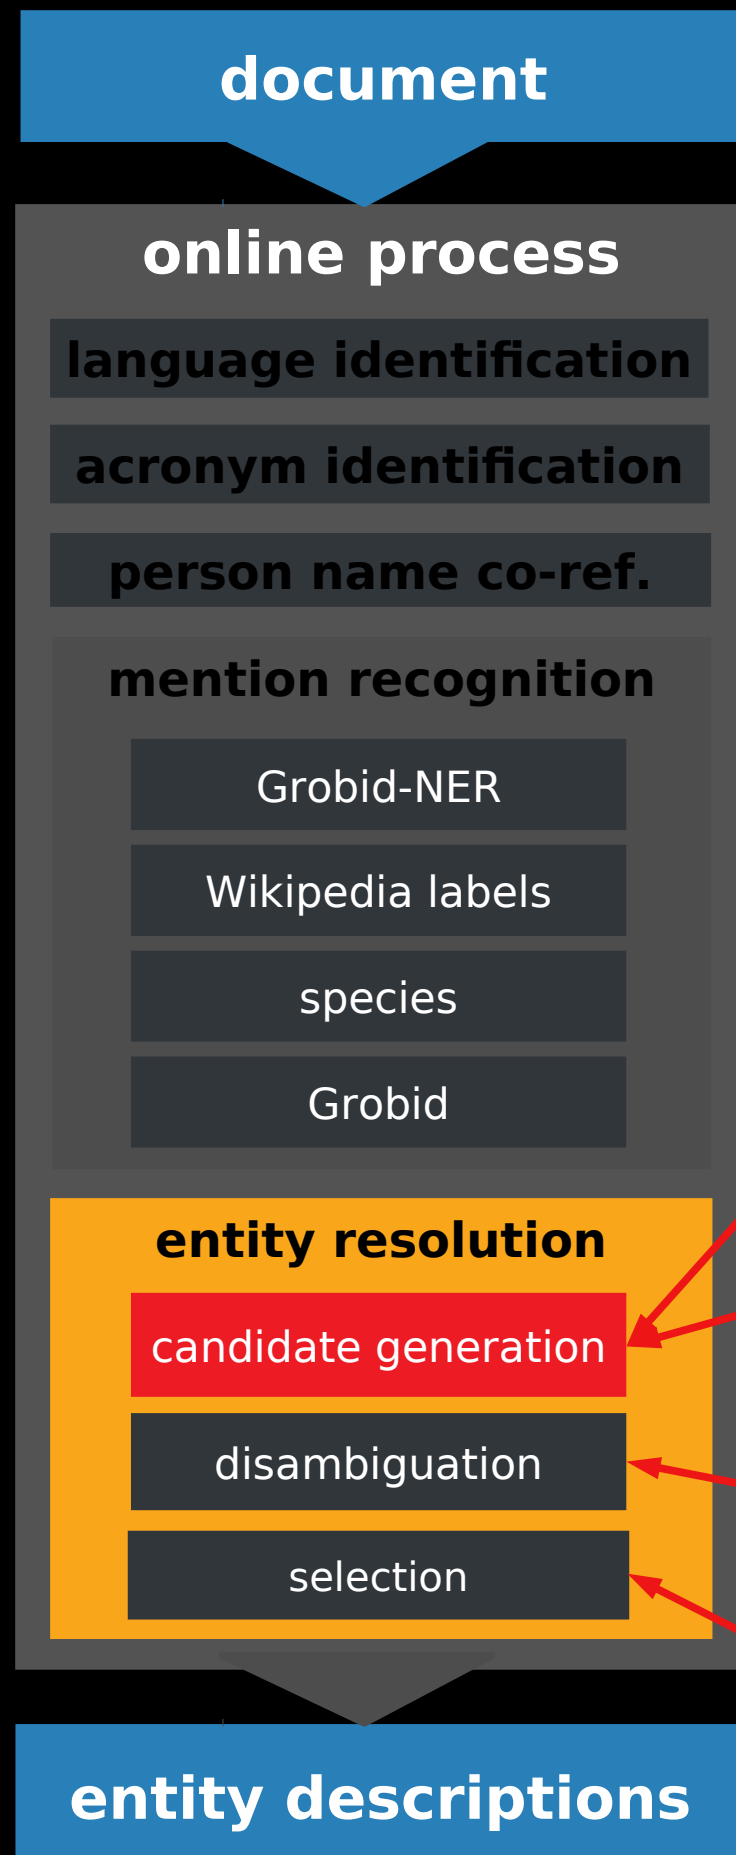 document
online process
language identification
acronym identification
person name co-ref.
mention recognition
Grobid-NER
Wikipedia labels
species
Grobid
entity resolution
candidate generation
disambiguation
selection
entity descriptions